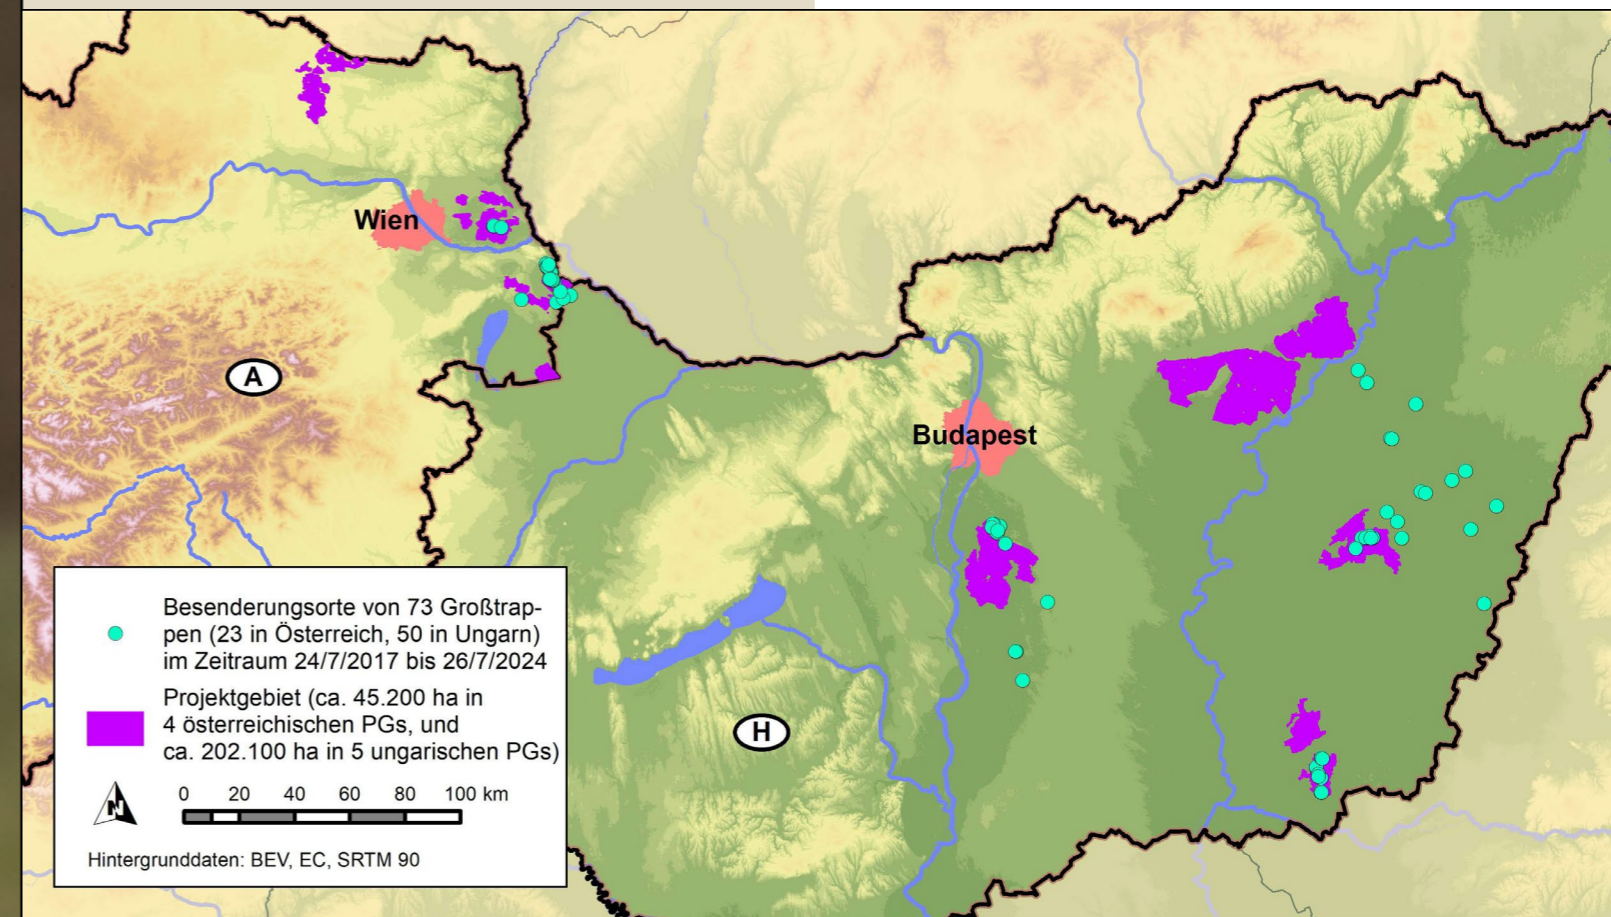 Wien
A
Budapest
H
Besenderungsorte von 73 Großtrap-
pen (23 in Österreich, 50 in Ungarn)
im Zeitraum 24/7/2017 bis 26/7/2024
Projektgebiet (ca. 45.200 ha in
4 österreichischen PGs, und
ca. 202.100 ha in 5 ungarischen PGs)
N
0 20 40 60 80 100 km
Hintergrunddaten: BEV, EC, SRTM 90